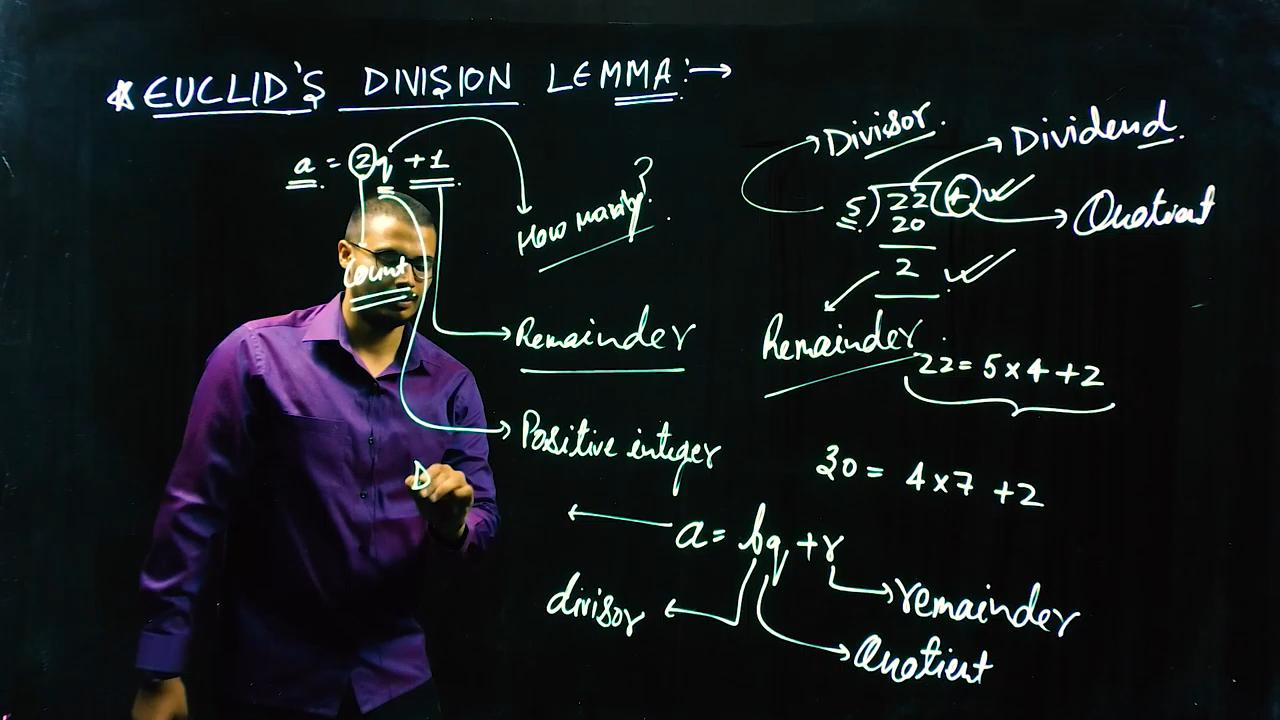 * EUCLID'S DIVISION LEMMA :→
a = 2q + 1
How many?
Count
Remainder
Positive integer
D
Divisor.
Dividend.
5) 22 (4
Quotient
20
2
Remainder.
22 = 5 × 4 + 2
30 = 4 × 7 + 2
a = bq + r
divisor
remainder
Quotient